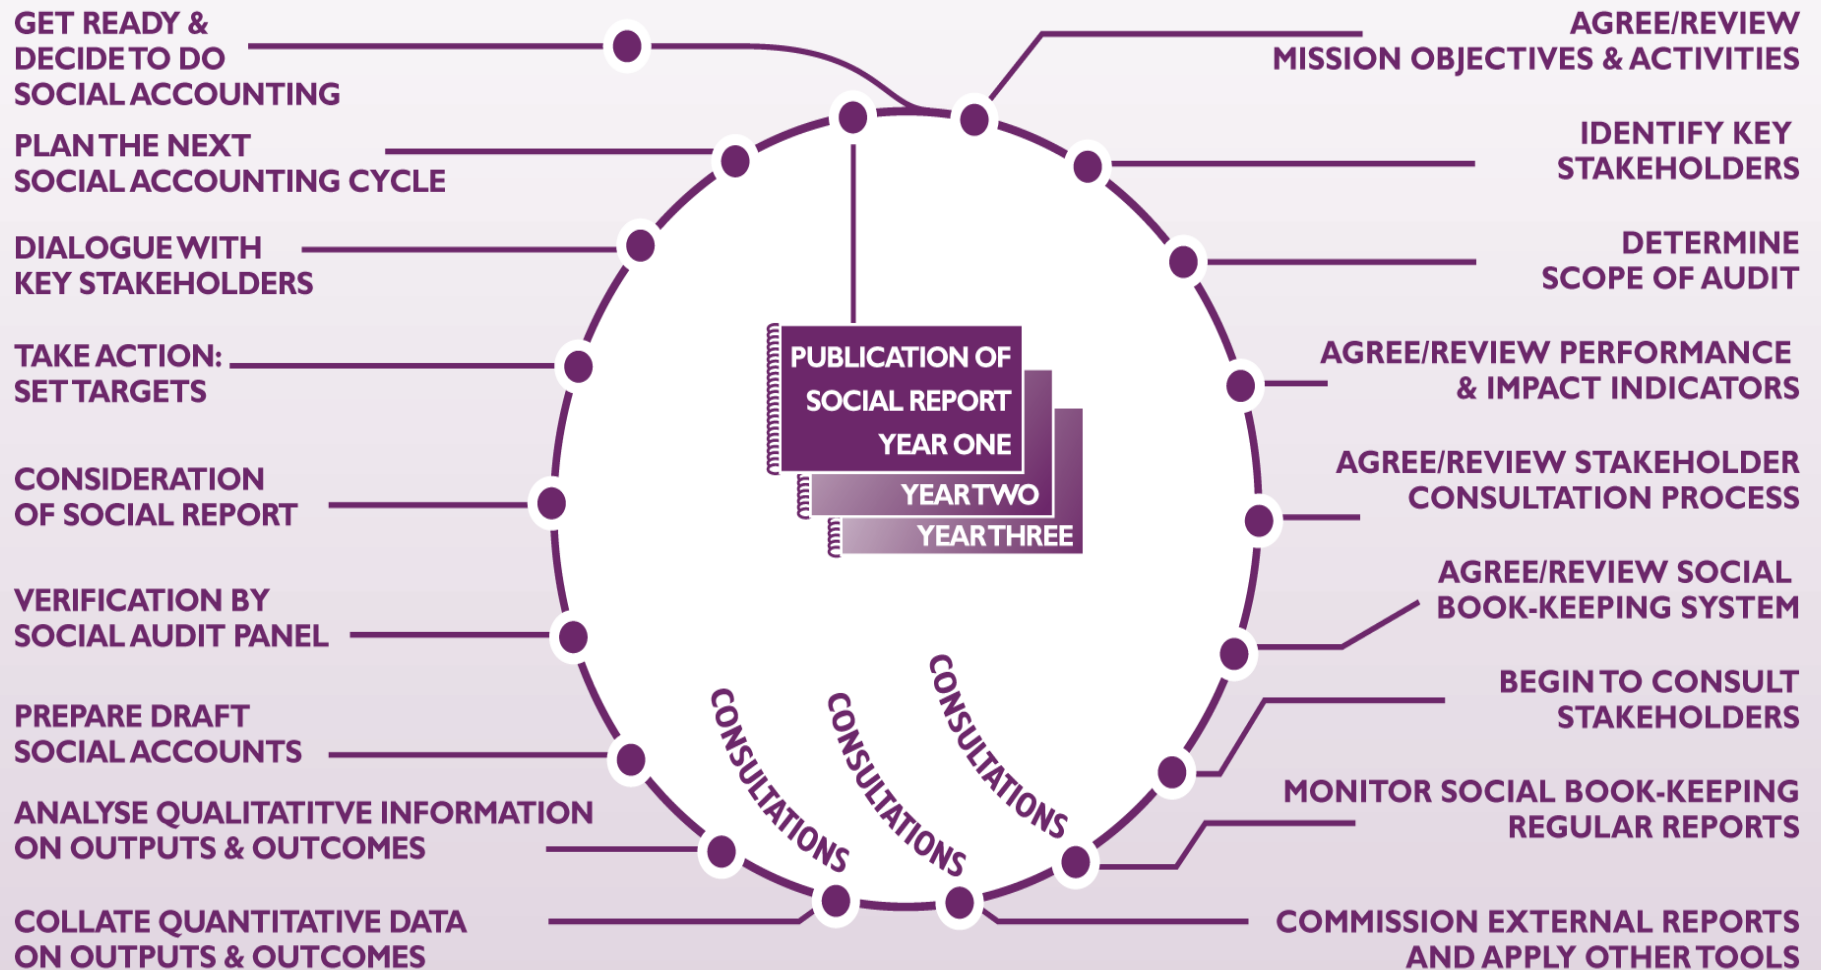 GET READY &
DECIDE TO DO
SOCIAL ACCOUNTING
PLAN THE NEXT
SOCIAL ACCOUNTING CYCLE
DIALOGUE WITH
KEY STAKEHOLDERS
TAKE ACTION:
SET TARGETS
CONSIDERATION
OF SOCIAL REPORT
VERIFICATION BY
SOCIAL AUDIT PANEL
PREPARE DRAFT
SOCIAL ACCOUNTS
ANALYSE QUALITATITVE INFORMATION
ON OUTPUTS & OUTCOMES
COLLATE QUANTITATIVE DATA
ON OUTPUTS & OUTCOMES
PUBLICATION OF
SOCIAL REPORT
YEAR ONE
YEAR TWO
YEAR THREE
CONSULTATIONS
CONSULTATIONS
CONSULTATIONS
AGREE/REVIEW
MISSION OBJECTIVES & ACTIVITIES
IDENTIFY KEY
STAKEHOLDERS
DETERMINE
SCOPE OF AUDIT
AGREE/REVIEW PERFORMANCE
& IMPACT INDICATORS
AGREE/REVIEW STAKEHOLDER
CONSULTATION PROCESS
AGREE/REVIEW SOCIAL
BOOK-KEEPING SYSTEM
BEGIN TO CONSULT
STAKEHOLDERS
MONITOR SOCIAL BOOK-KEEPING
REGULAR REPORTS
COMMISSION EXTERNAL REPORTS
AND APPLY OTHER TOOLS